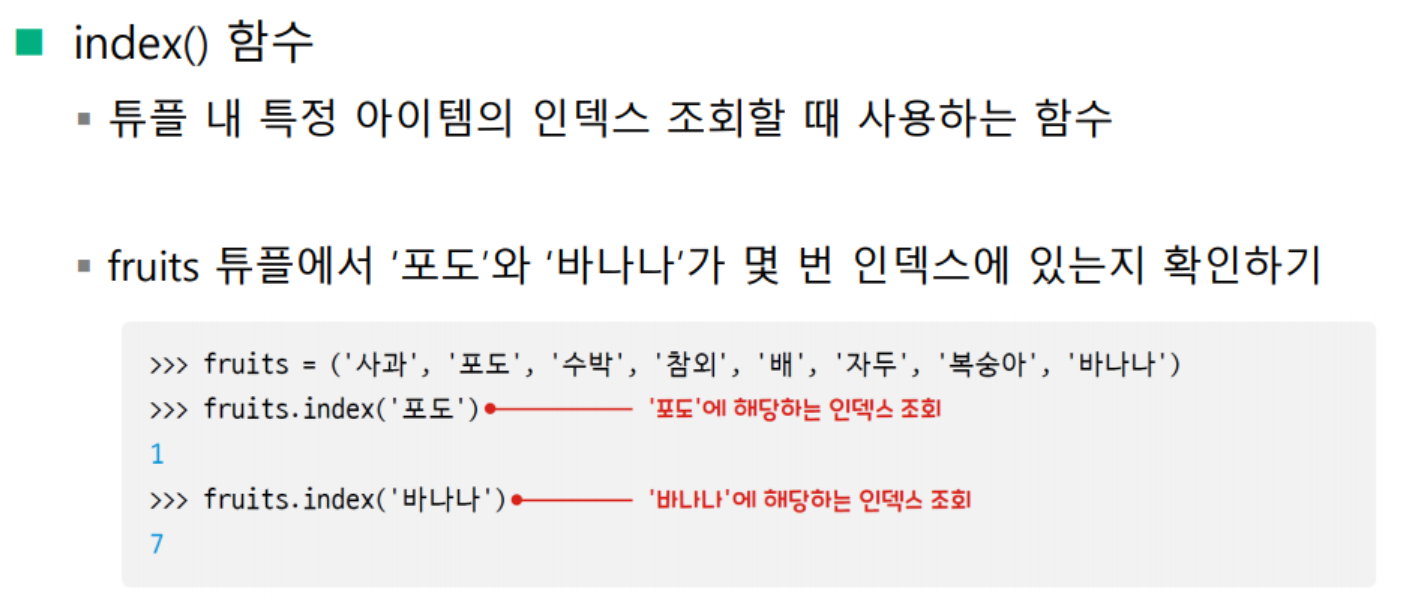 index() 함수
튜플 내 특정 아이템의 인덱스 조회할 때 사용하는 함수
fruits 튜플에서 '포도'와 '바나나'가 몇 번 인덱스에 있는지 확인하기
>>> fruits = ('사과', '포도', '수박', '참외', '배', '자두', '복숭아', '바나나')
>>> fruits.index('포도') '포도'에 해당하는 인덱스 조회
1
>>> fruits.index('바나나') '바나나'에 해당하는 인덱스 조회
7